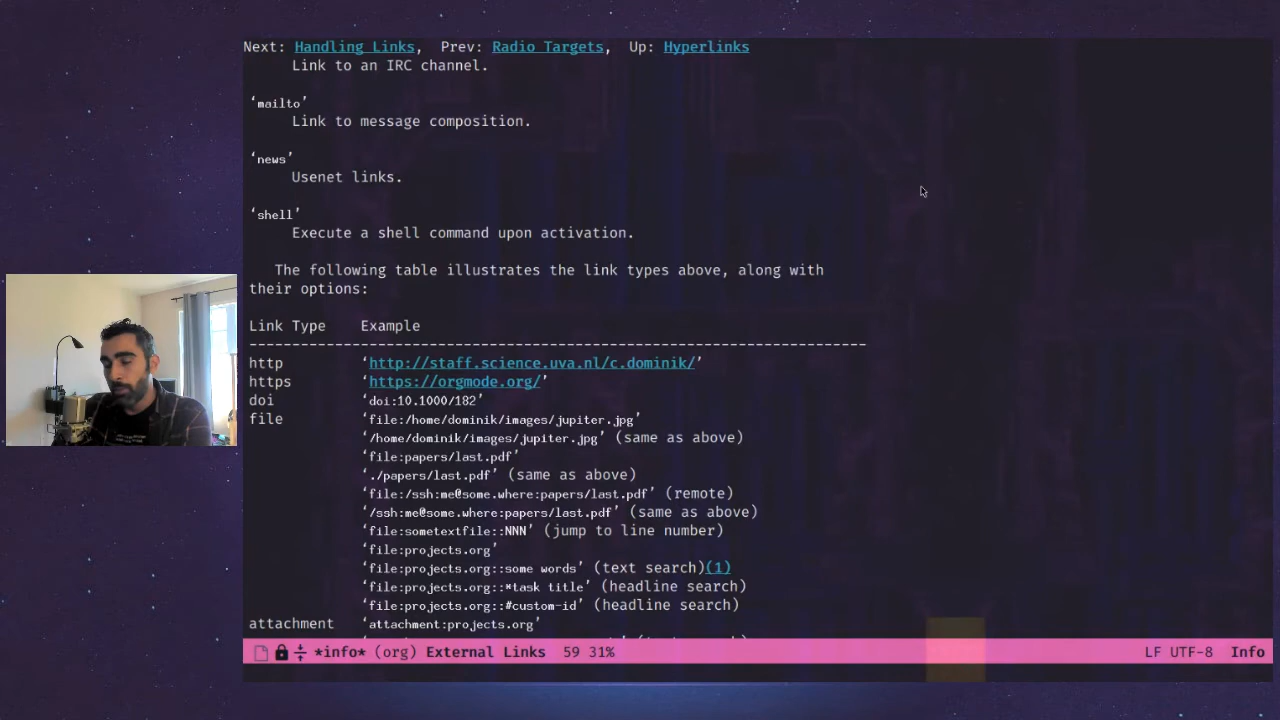 Next: Handling Links,  Prev: Radio Targets,  Up: Hyperlinks
Link to an IRC channel.
‘mailto’
Link to message composition.
‘news’
Usenet links.
‘shell’
Execute a shell command upon activation.
The following table illustrates the link types above, along with
their options:
Link Type    Example
------------------------------------------------------------------------
http    ‘http://staff.science.uva.nl/c.dominik/’
https    ‘https://orgmode.org/’
doi    ‘doi:10.1000/182’
file    ‘file:/home/dominik/images/jupiter.jpg’
‘/home/dominik/images/jupiter.jpg’ (same as above)
‘file:papers/last.pdf’
‘./papers/last.pdf’ (same as above)
‘file:/ssh:me@some.where:papers/last.pdf’ (remote)
‘/ssh:me@some.where:papers/last.pdf’ (same as above)
‘file:sometextfile::NNN’ (jump to line number)
‘file:projects.org’
‘file:projects.org::some words’ (text search)(1)
‘file:projects.org::*task title’ (headline search)
‘file:projects.org::#custom-id’ (headline search)
attachment    ‘attachment:projects.org’
*info* (org) External Links  59 31%    LF UTF-8  Info